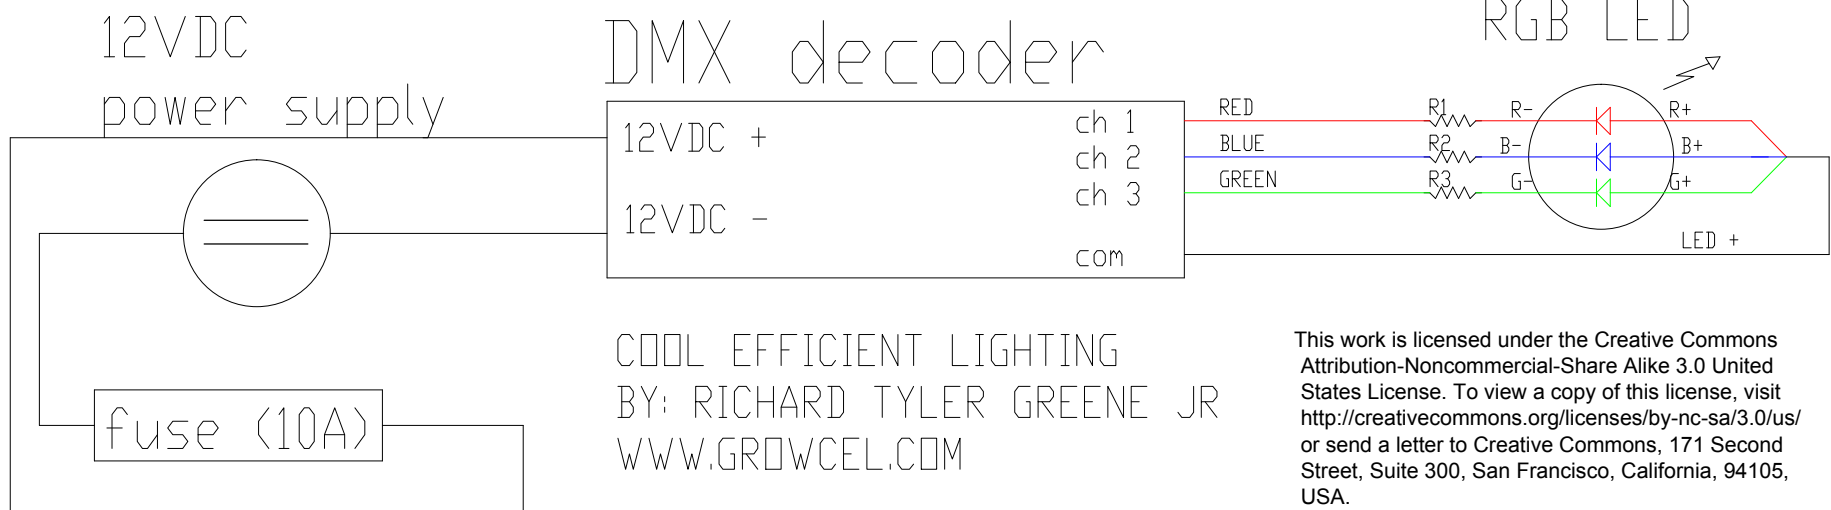 12VDC
power supply
DMX decoder
RGB LED
12VDC +
12VDC -
ch 1
ch 2
ch 3
com
RED
BLUE
GREEN
R1
R2
R3
R-
B-
G-
R+
B+
G+
LED +
fuse (10A)
COOL EFFICIENT LIGHTING
BY: RICHARD TYLER GREENE JR
WWW.GROWCEL.COM
This work is licensed under the Creative Commons
Attribution-Noncommercial-Share Alike 3.0 United
States License. To view a copy of this license, visit
http://creativecommons.org/licenses/by-nc-sa/3.0/us/
or send a letter to Creative Commons, 171 Second
Street, Suite 300, San Francisco, California, 94105,
USA.